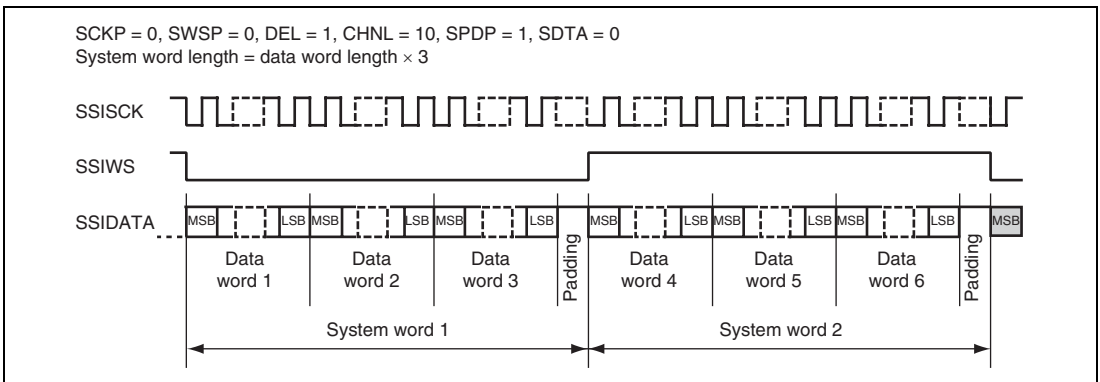 SCKP = 0, SWSP = 0, DEL = 1, CHNL = 10, SPDP = 1, SDTA = 0
System word length = data word length × 3
SSISCK
SSIWS
SSIDATA
MSB LSB MSB LSB MSB LSB MSB LSB MSB LSB MSB LSB MSB
Data word 1
Data word 2
Data word 3
Padding
Data word 4
Data word 5
Data word 6
Padding
System word 1
System word 2